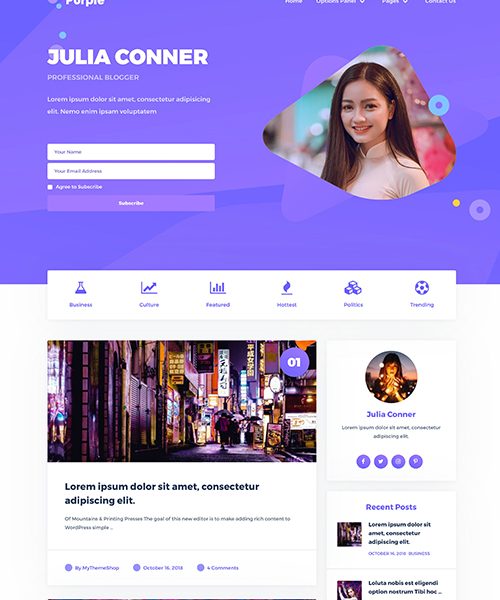 Purple
Home Options Panel Pages Contact Us
JULIA CONNER
PROFESSIONAL BLOGGER
Lorem ipsum dolor sit amet, consectetur adipisicing
elit. Nemo enim ipsam voluptatem
Your Name
Your Email Address
Agree to Subscribe
Subscribe
Business Culture Featured Hottest Politics Trending
01
Lorem ipsum dolor sit amet, consectetur
adipiscing elit.
Of Mountains & Printing Presses The goal of this new editor is to make adding rich content to
WordPress simple ...
By MyThemeShop October 16, 2018 4 Comments
Julia Conner
Lorem ipsum dolor sit amet, consectetur
adipiscing elit.
Recent Posts
Lorem ipsum dolor sit
amet, consectetur adi ...
OCTOBER 16, 2018 BUSINESS
Noluta nobis est eligendi
option nostrum Tibi hoc ...